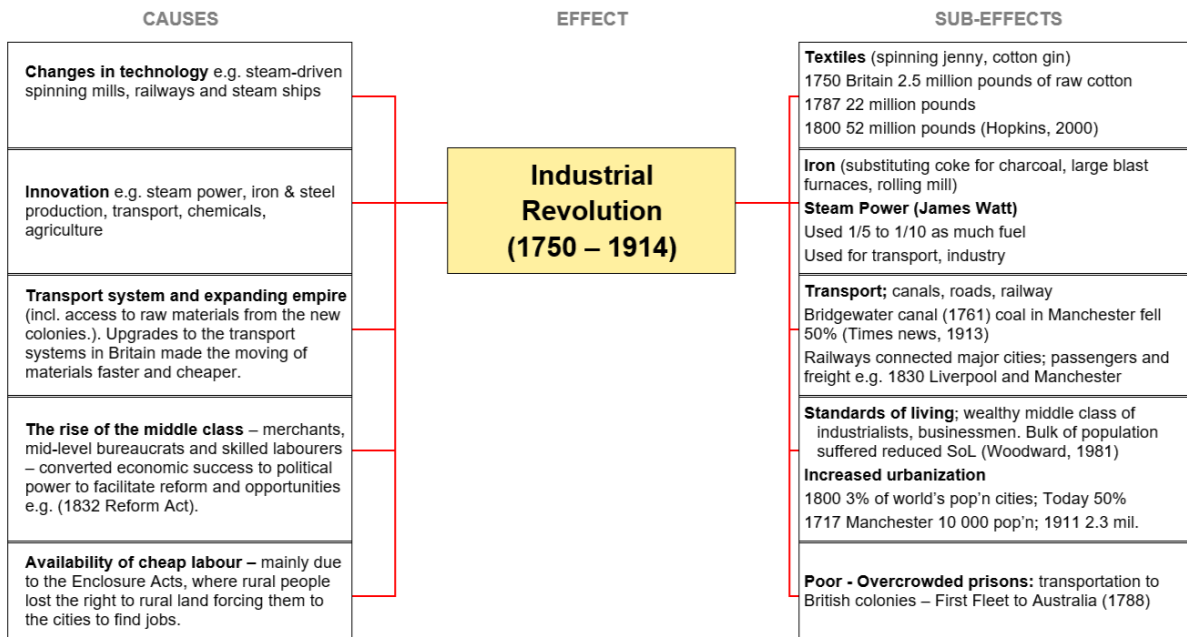 CAUSES
EFFECT
SUB-EFFECTS
Changes in technology e.g. steam-driven
spinning mills, railways and steam ships
Innovation e.g. steam power, iron & steel
production, transport, chemicals,
agriculture
Transport system and expanding empire
(incl. access to raw materials from the new
colonies.). Upgrades to the transport
systems in Britain made the moving of
materials faster and cheaper.
The rise of the middle class – merchants,
mid-level bureaucrats and skilled labourers
– converted economic success to political
power to facilitate reform and opportunities
e.g. (1832 Reform Act).
Availability of cheap labour – mainly due
to the Enclosure Acts, where rural people
lost the right to rural land forcing them to
the cities to find jobs.
Industrial
Revolution
(1750 – 1914)
Textiles (spinning jenny, cotton gin)
1750 Britain 2.5 million pounds of raw cotton
1787 22 million pounds
1800 52 million pounds (Hopkins, 2000)
Iron (substituting coke for charcoal, large blast
furnaces, rolling mill)
Steam Power (James Watt)
Used 1/5 to 1/10 as much fuel
Used for transport, industry
Transport; canals, roads, railway
Bridgewater canal (1761) coal in Manchester fell
50% (Times news, 1913)
Railways connected major cities; passengers and
freight e.g. 1830 Liverpool and Manchester
Standards of living; wealthy middle class of
industrialists, businessmen. Bulk of population
suffered reduced SoL (Woodward, 1981)
Increased urbanization
1800 3% of world's pop'n cities; Today 50%
1717 Manchester 10 000 pop'n; 1911 2.3 mil.
Poor - Overcrowded prisons: transportation to
British colonies – First Fleet to Australia (1788)